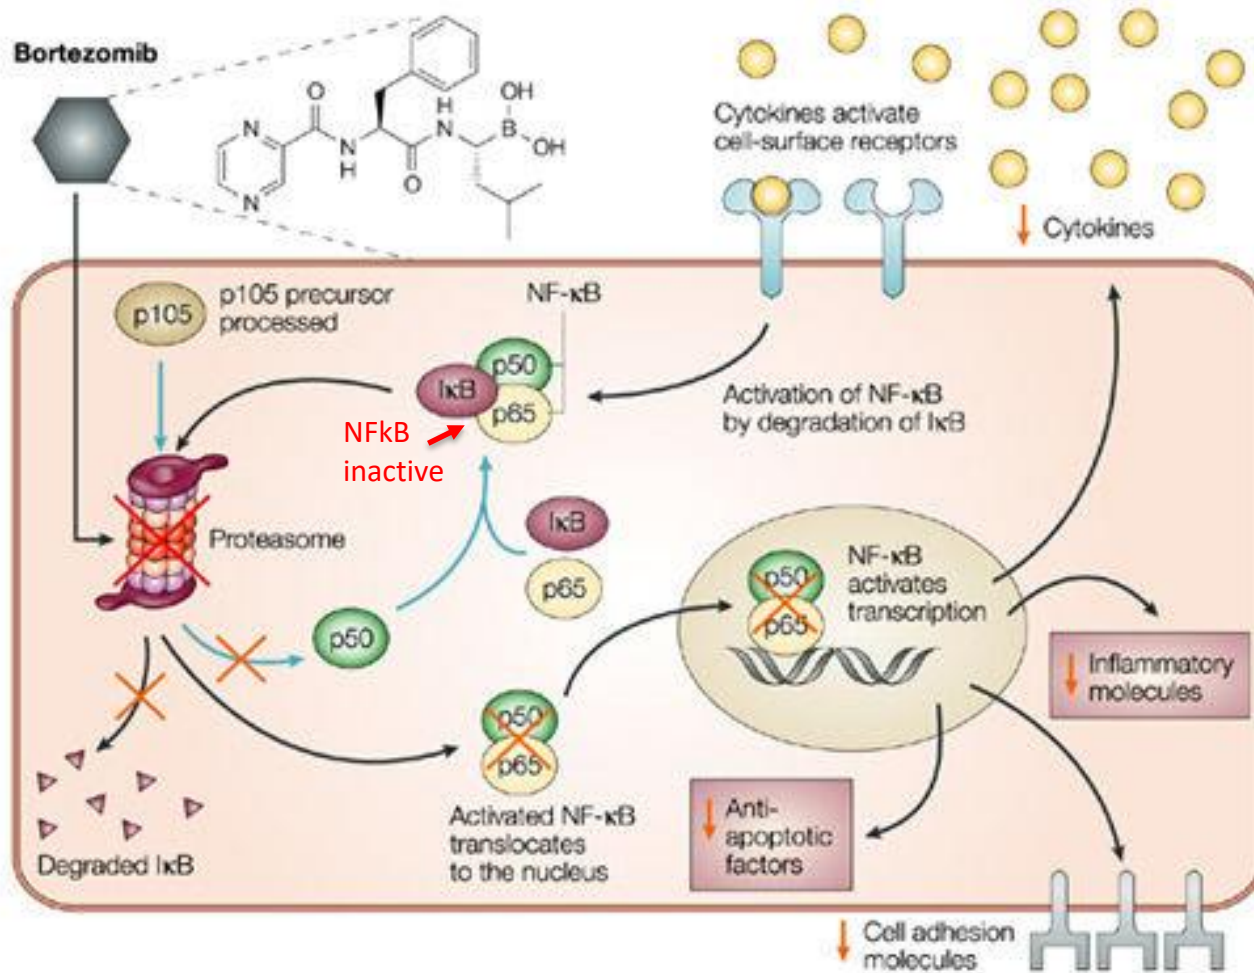 Bortezomib
O
N
N
N
H
O
H
N
OH
B
OH
Cytokines activate
cell-surface receptors
Cytokines
p105
p105 precursor
processed
NF-κB
p50
IκB
p65
NFkB
inactive
Activation of NF-κB
by degradation of IκB
Proteasome
IκB
p65
p50
p50
p65
NF-κB
activates
transcription
Inflammatory
molecules
p50
p65
Activated NF-κB
translocates
to the nucleus
Anti-
apoptotic
factors
Degraded IκB
Cell adhesion
molecules